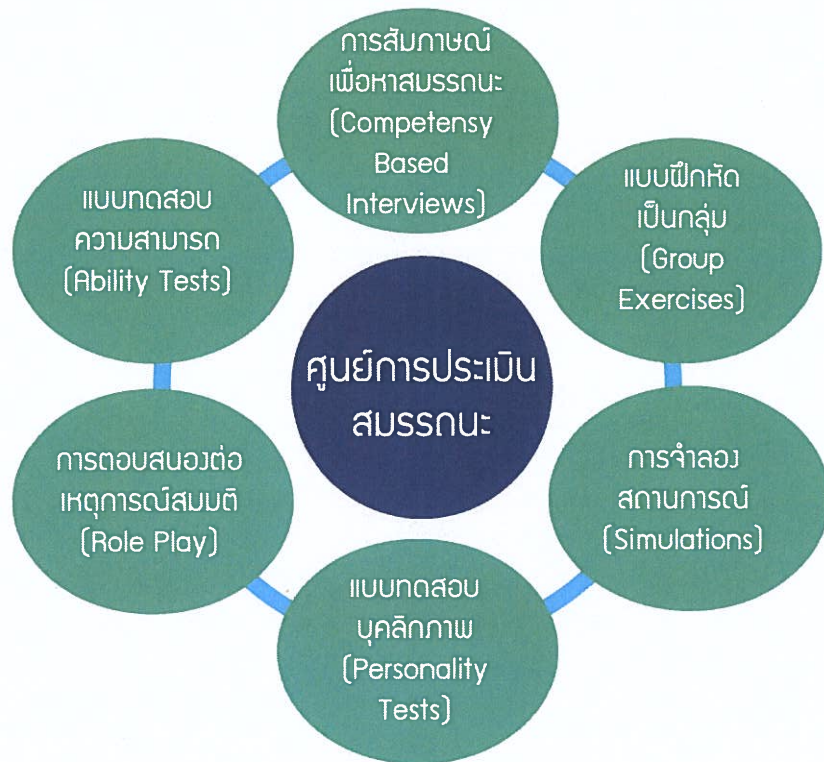 การสัมภาษณ์
เพื่อหาสมรรถนะ
(Competensy
Based
Interviews)
แบบฝึกหัด
เป็นกลุ่ม
(Group
Exercises)
การจำลอง
สถานการณ์
(Simulations)
แบบทดสอบ
บุคลิกภาพ
(Personality
Tests)
การตอบสนองต่อ
เหตุการณ์สมมติ
(Role Play)
แบบทดสอบ
ความสามารถ
(Ability Tests)
ศูนย์การประเมิน
สมรรถนะ